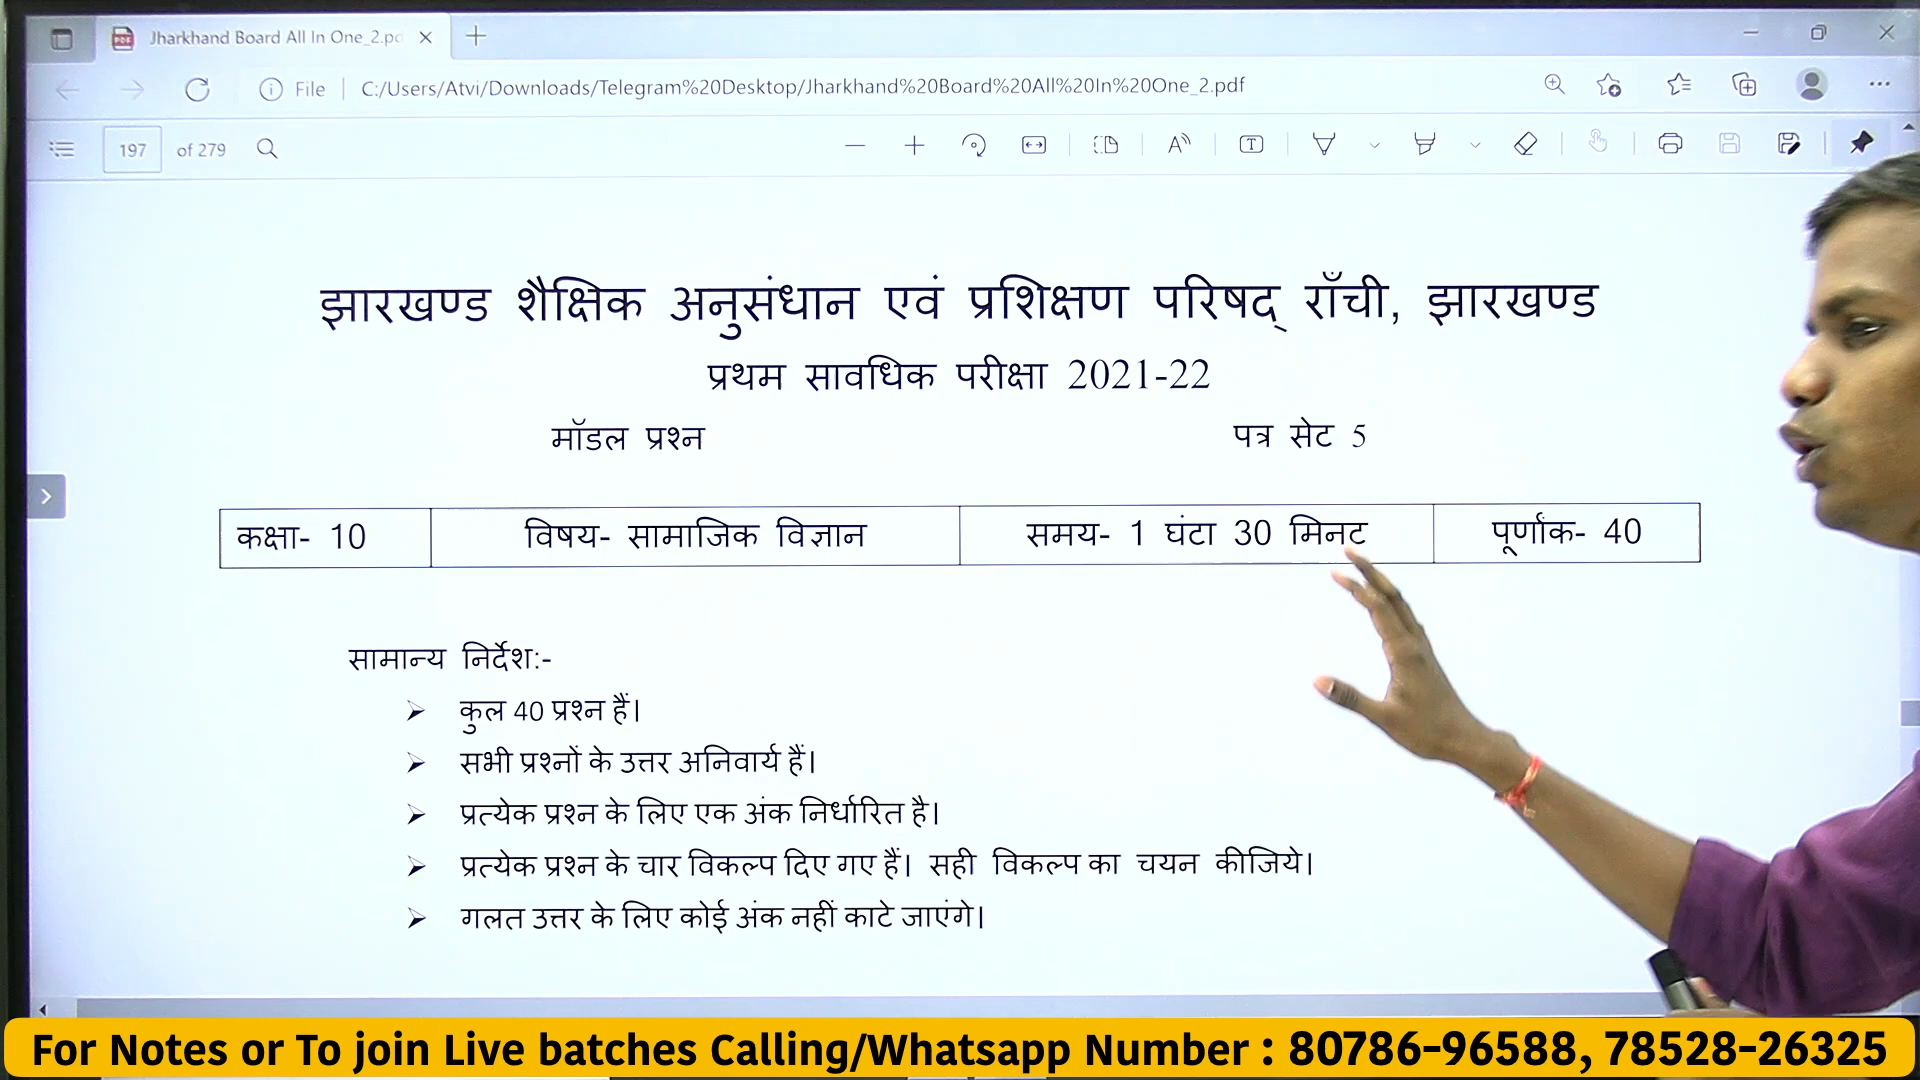 Jharkhand Board All In One_2.pd
File
C:/Users/Atvi/Downloads/Telegram%20Desktop/Jharkhand%20Board%20All%20In%20One_2.pdf
197 of 279
झारखण्ड शैक्षिक अनुसंधान एवं प्रशिक्षण परिषद् राँची, झारखण्ड
प्रथम सावधिक परीक्षा 2021-22
मॉडल प्रश्न पत्र सेट 5
कक्षा- 10 विषय- सामाजिक विज्ञान समय- 1 घंटा 30 मिनट पूर्णांक- 40
सामान्य निर्देश:-
➢ कुल 40 प्रश्न हैं।
➢ सभी प्रश्नों के उत्तर अनिवार्य हैं।
➢ प्रत्येक प्रश्न के लिए एक अंक निर्धारित है।
➢ प्रत्येक प्रश्न के चार विकल्प दिए गए हैं। सही विकल्प का चयन कीजिये।
➢ गलत उत्तर के लिए कोई अंक नहीं काटे जाएंगे।
For Notes or To join Live batches Calling/Whatsapp Number : 80786-96588, 78528-26325